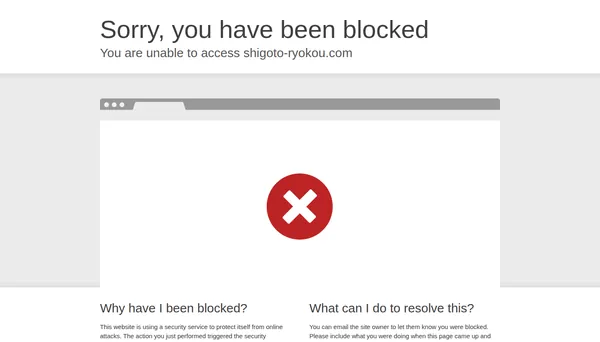 Sorry, you have been blocked
You are unable to access shigoto-ryokou.com
Why have I been blocked?
This website is using a security service to protect itself from online
attacks. The action you just performed triggered the security
What can I do to resolve this?
You can email the site owner to let them know you were blocked.
Please include what you were doing when this page came up and